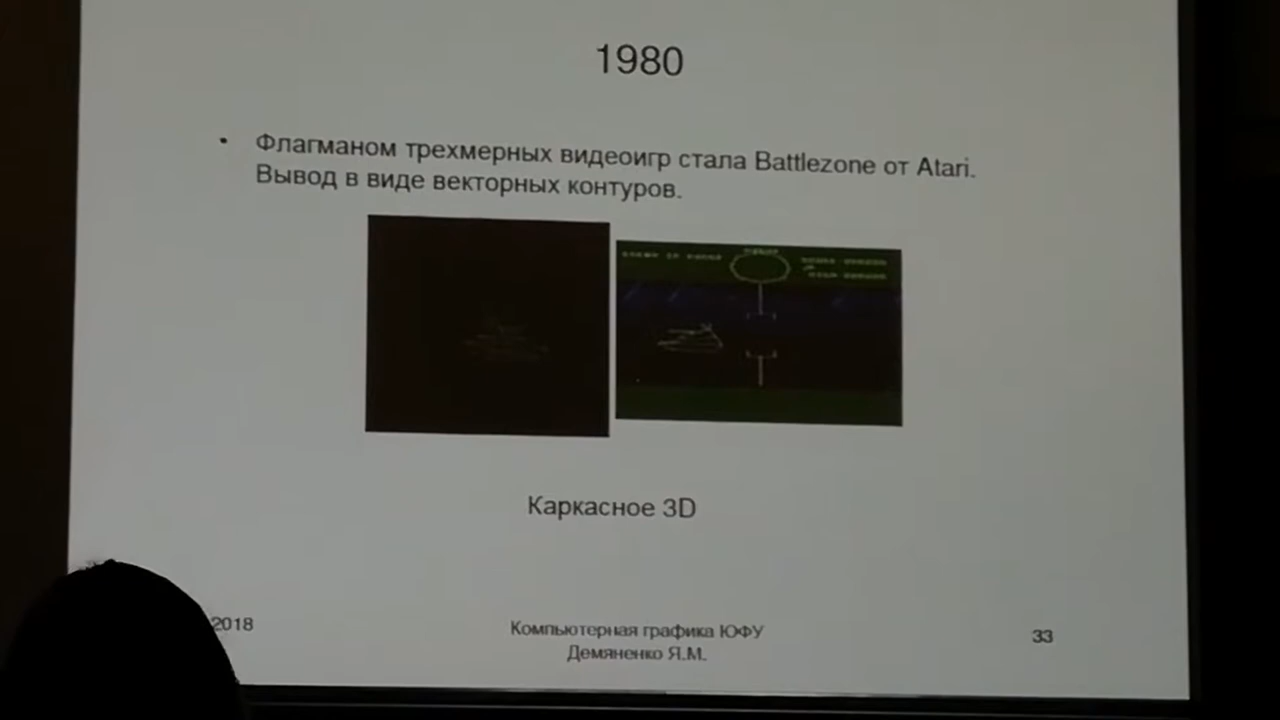 1980
• Флагманом трехмерных видеоигр стала Battlezone от Atari.
Вывод в виде векторных контуров.
Каркасное 3D
2018
Компьютерная графика ЮФУ
Демяненко Я.М.
33